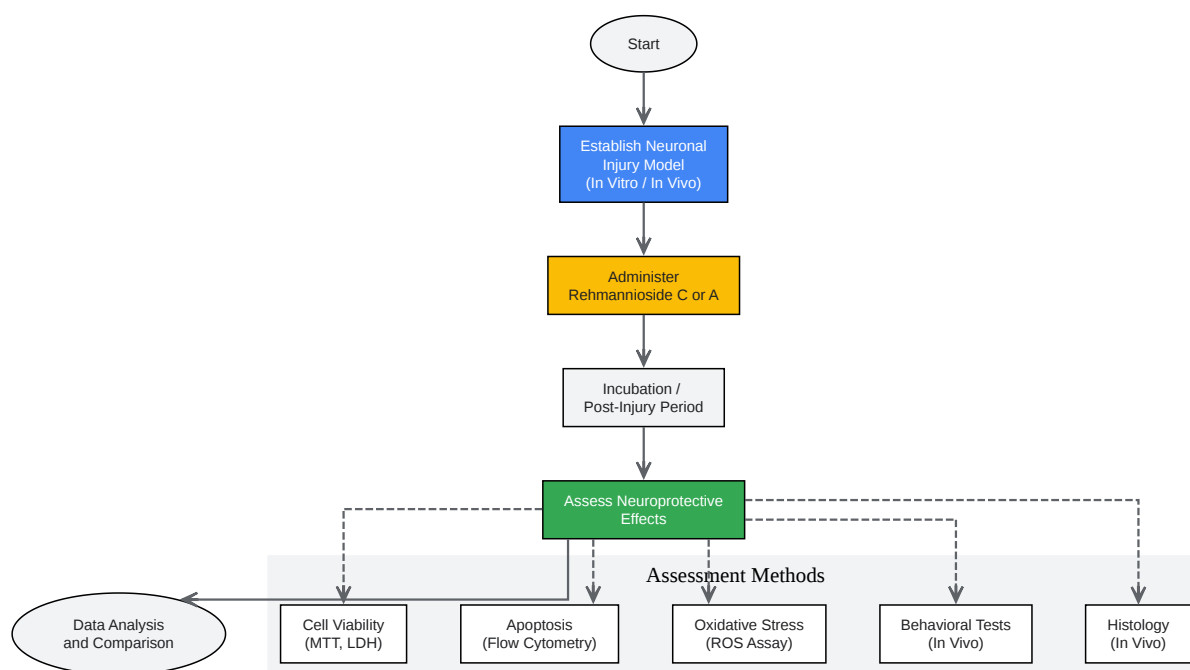 Start
Establish Neuronal
Injury Model
(In Vitro / In Vivo)
Administer
Rehmannioside C or A
Incubation /
Post-Injury Period
Assess Neuroprotective
Effects
Assessment Methods
Data Analysis
and Comparison
Cell Viability
(MTT, LDH)
Apoptosis
(Flow Cytometry)
Oxidative Stress
(ROS Assay)
Behavioral Tests
(In Vivo)
Histology
(In Vivo)